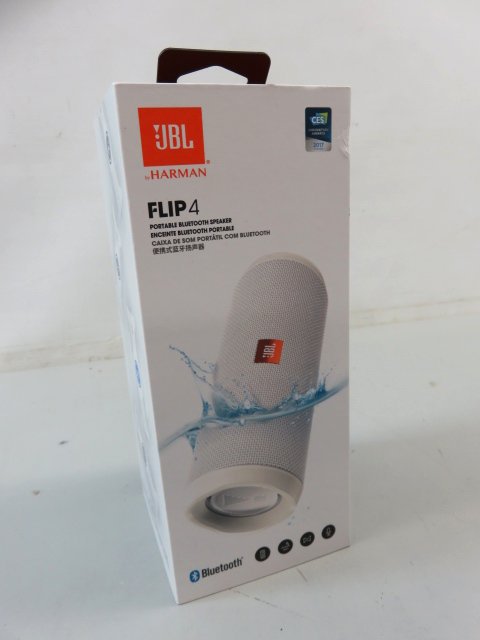 JBL
by HARMAN
CES
2017
FLIP 4
PORTABLE BLUETOOTH SPEAKER
ENCEINTE BLUETOOTH PORTABLE
CAIXA DE SOM PORTÁTIL COM BLUETOOTH
便携式蓝牙扬声器
JBL
Bluetooth®